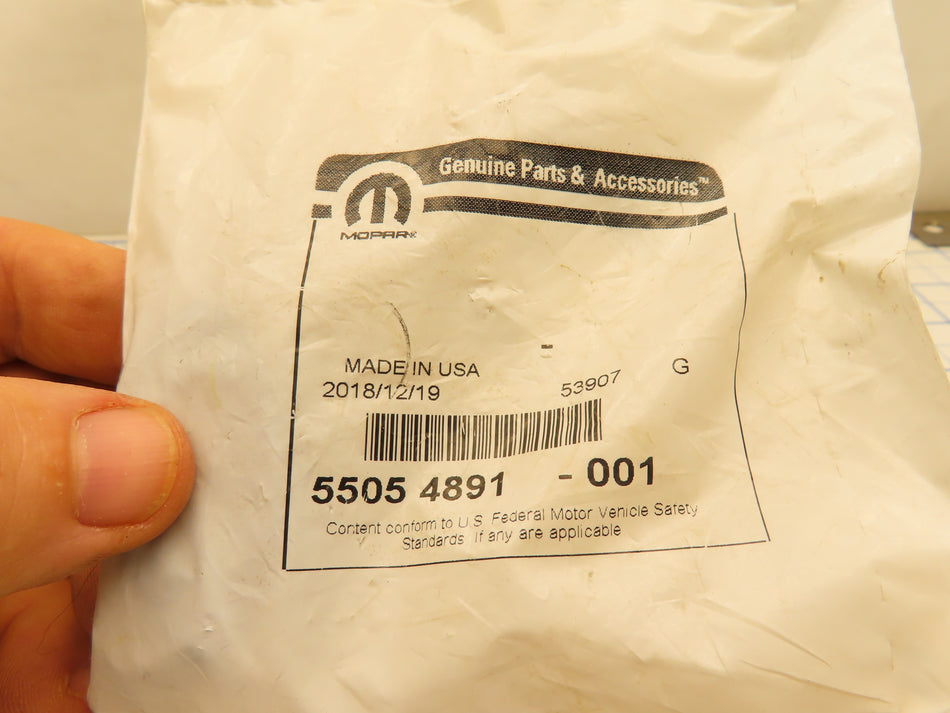 Genuine Parts & Accessories™
MOPAR®
-
MADE IN USA
G
2018/12/19
53907
5505 4891 - 001
Content conform to U.S. Federal Motor Vehicle Safety
Standards If any are applicable